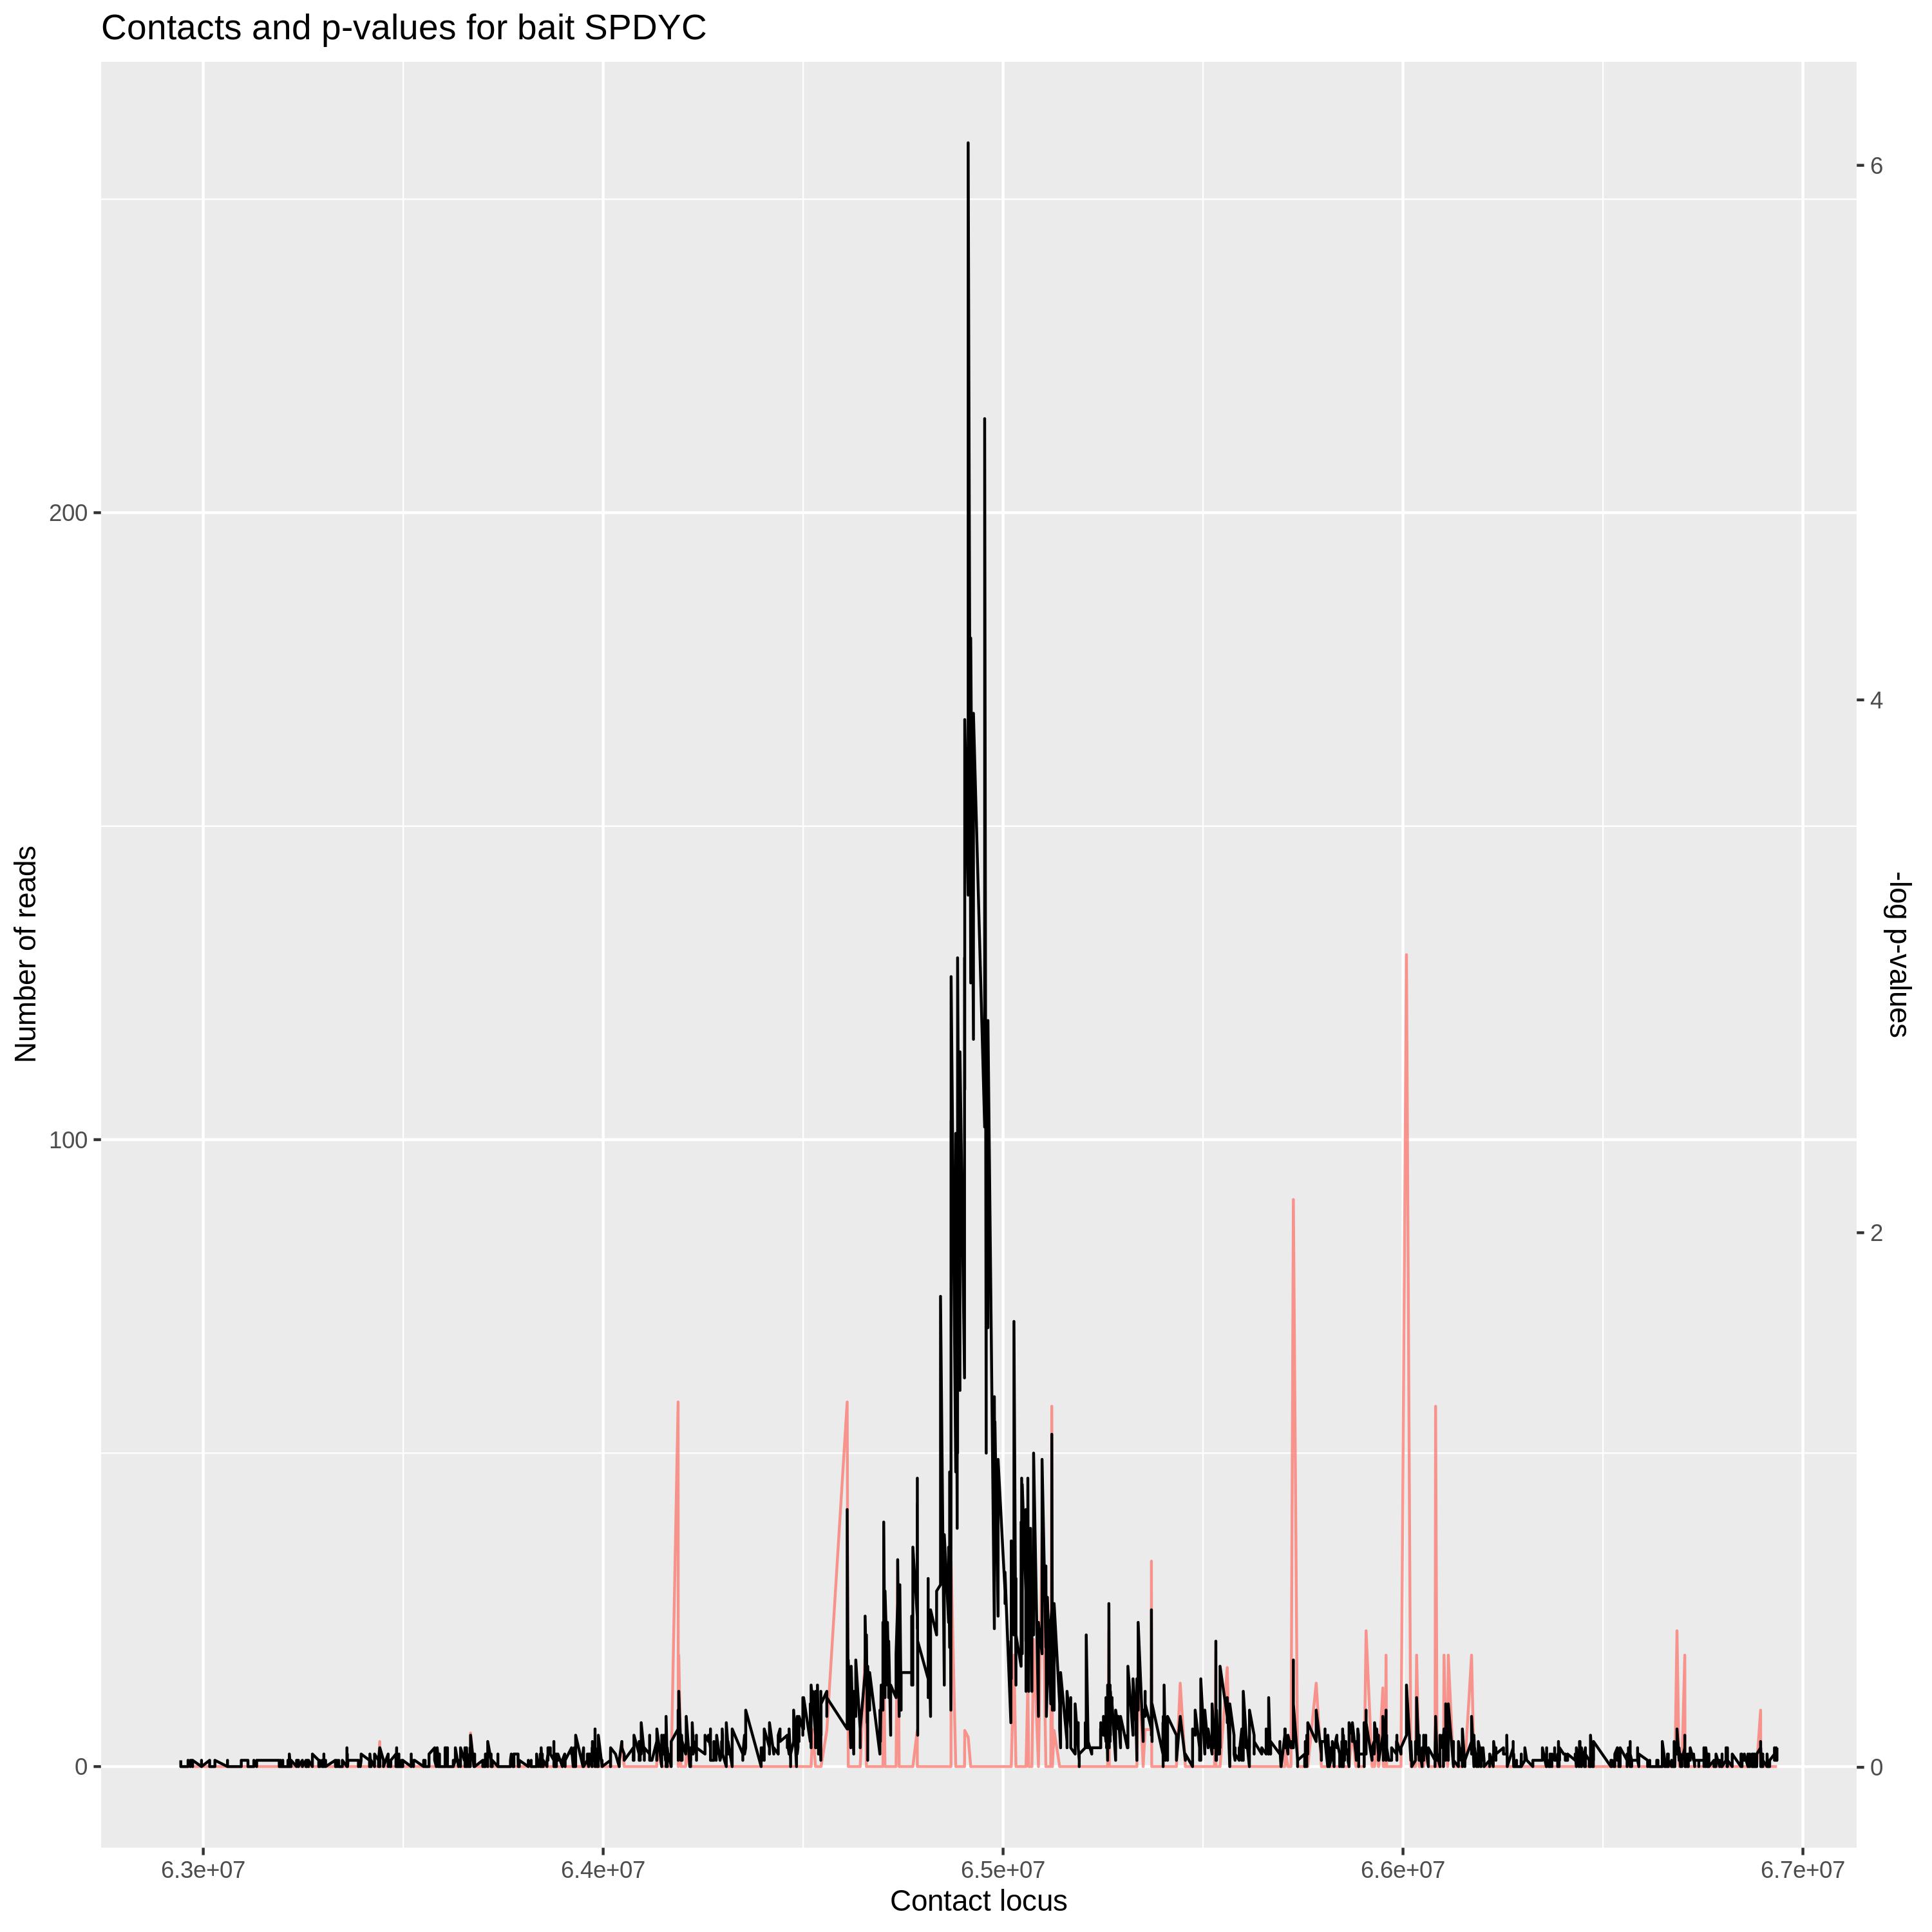 Contacts and p-values for bait SPDYC
6
200
4
Number of reads
-log p-values
100
2
0
0
6.3e+07
6.4e+07
6.5e+07
6.6e+07
6.7e+07
Contact locus